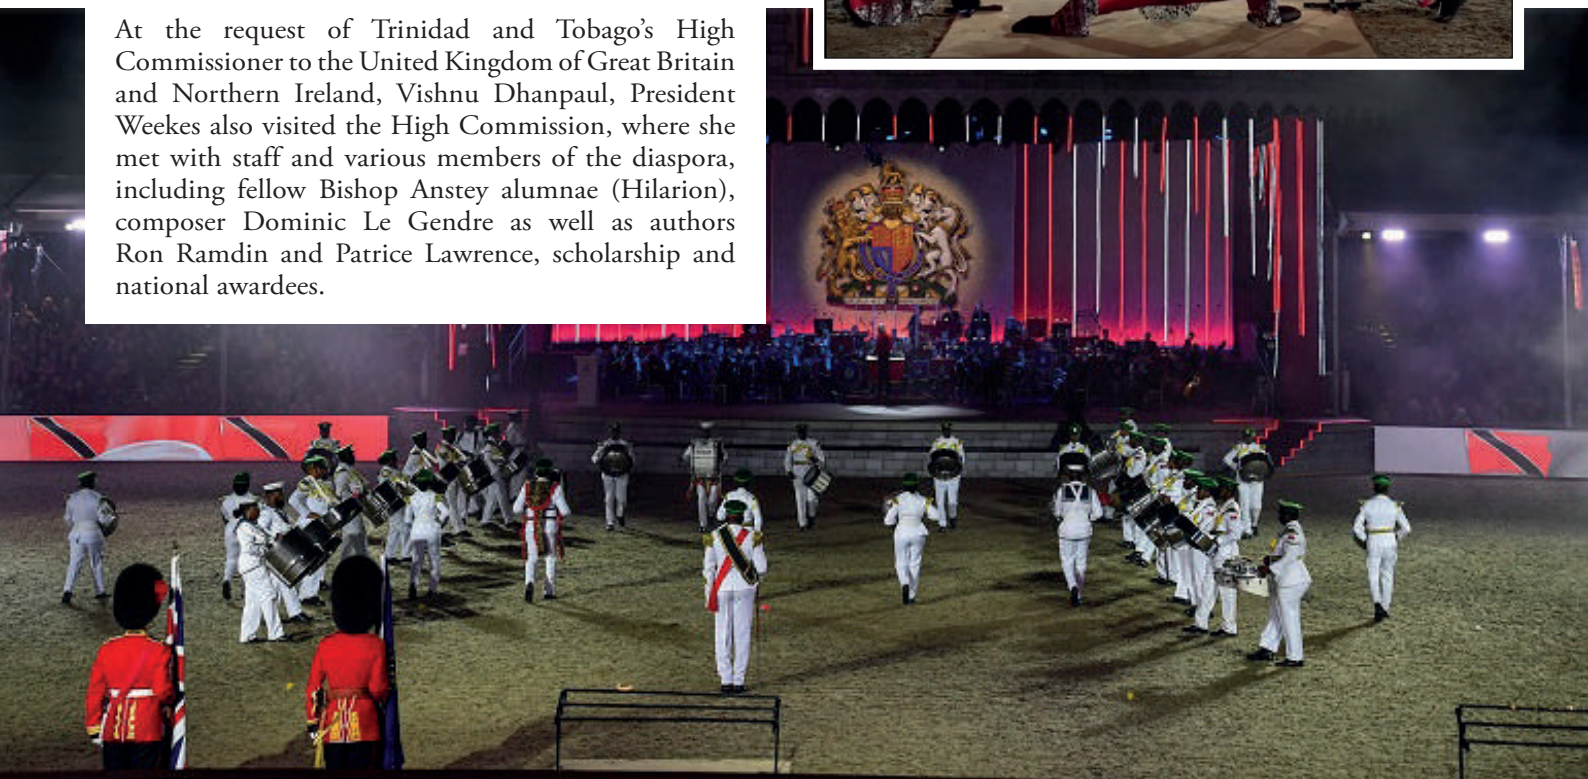 At the request of Trinidad and Tobago’s High
Commissioner to the United Kingdom of Great Britain
and Northern Ireland, Vishnu Dhanpaul, President
Weekes also visited the High Commission, where she
met with staff and various members of the diaspora,
including fellow Bishop Anstey alumnae (Hilarion),
composer Dominic Le Gendre as well as authors
Ron Ramdin and Patrice Lawrence, scholarship and
national awardees.